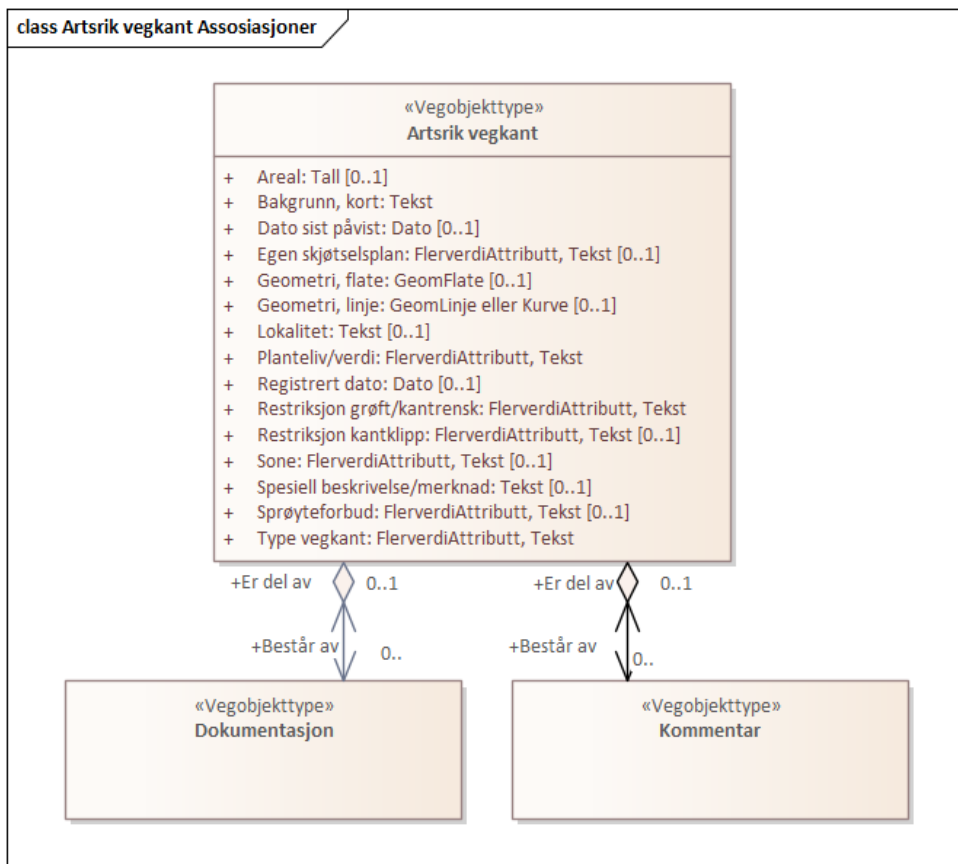 class Artsrik vegkant Assosiasjoner
«Vegobjekttype»
Artsrik vegkant
+ Areal: Tall [0..1]
+ Bakgrunn, kort: Tekst
+ Dato sist påvist: Dato [0..1]
+ Egen skjøtselsplan: FlerverdiAttributt, Tekst [0..1]
+ Geometri, flate: GeomFlate [0..1]
+ Geometri, linje: GeomLinje eller Kurve [0..1]
+ Lokalitet: Tekst [0..1]
+ Planteliv/verdi: FlerverdiAttributt, Tekst
+ Registrert dato: Dato [0..1]
+ Restriksjon grøft/kantrensk: FlerverdiAttributt, Tekst
+ Restriksjon kantklipp: FlerverdiAttributt, Tekst [0..1]
+ Sone: FlerverdiAttributt, Tekst [0..1]
+ Spesiell beskrivelse/merknad: Tekst [0..1]
+ Sprøyteforbud: FlerverdiAttributt, Tekst [0..1]
+ Type vegkant: FlerverdiAttributt, Tekst
+Er del av 0..1
+Består av 0..
«Vegobjekttype»
Dokumentasjon
+Er del av 0..1
+Består av 0..
«Vegobjekttype»
Kommentar